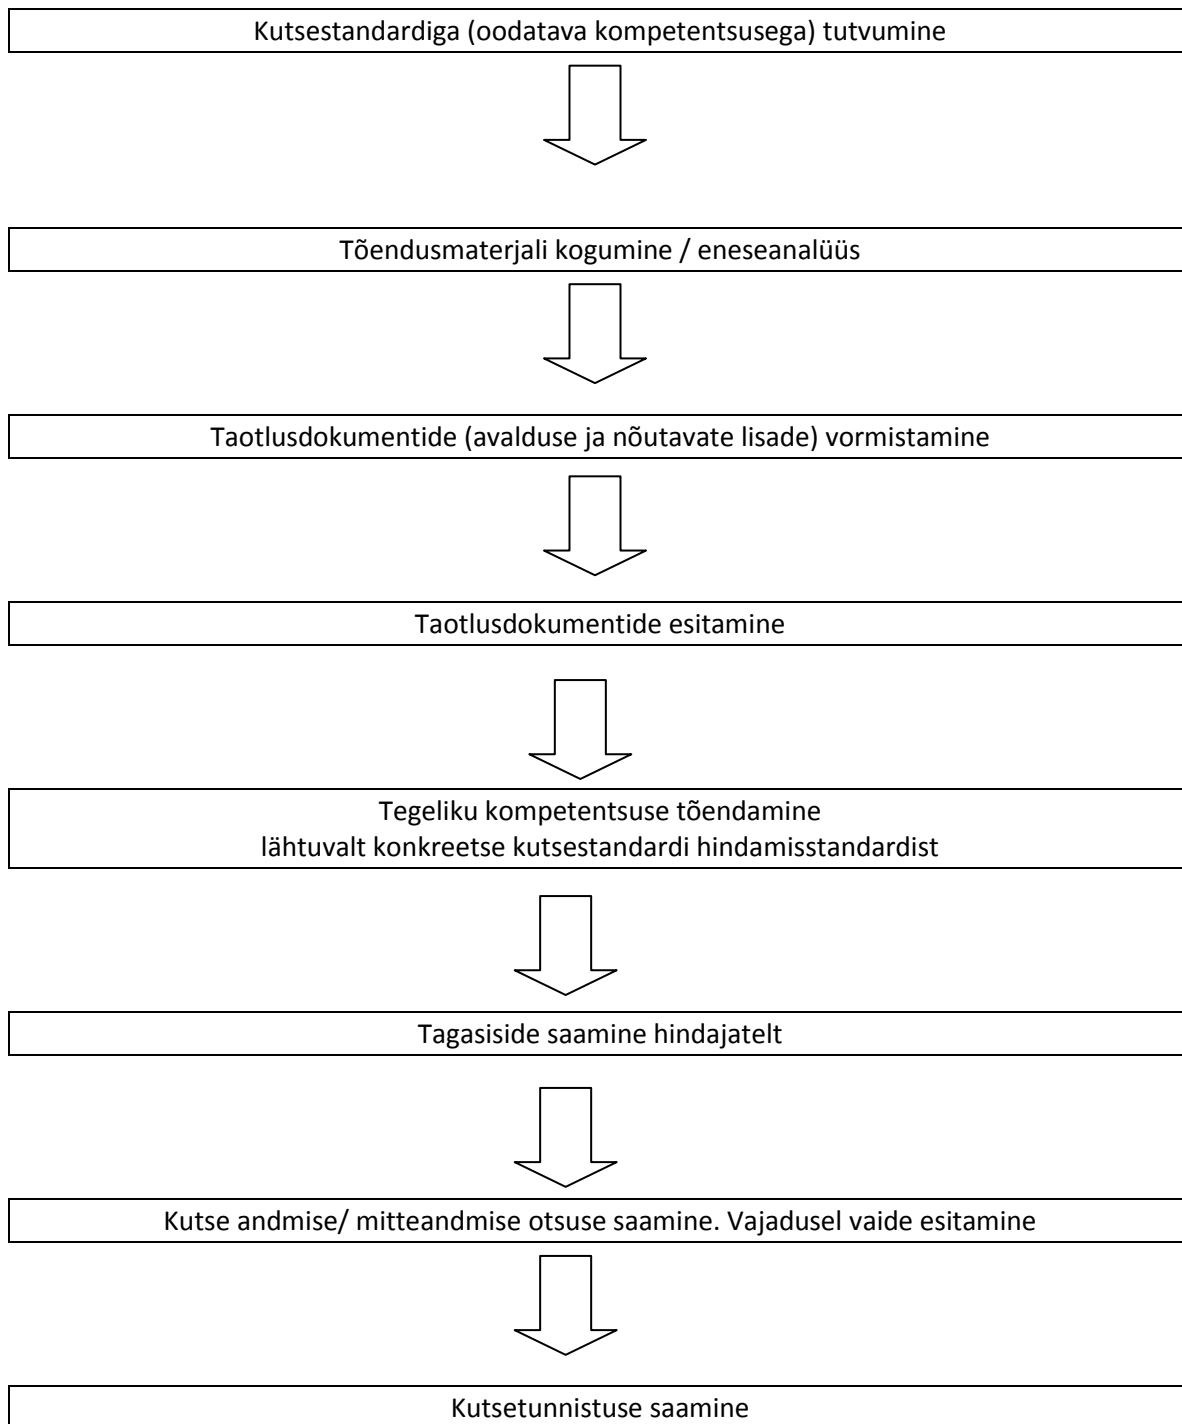 Kutsestandardiga (oodatava kompetentsusega) tutvumine
Tõendusmaterjali kogumine / eneseanalüüs
Taotlusdokumentide (avalduse ja nõutavate lisade) vormistamine
Taotlusdokumentide esitamine
Tegeliku kompetentsuse tõendamine
lähtuvalt konkreetse kutsestandardi hindamisstandardist
Tagasiside saamine hindajatelt
Kutse andmise/ mitteandmise otsuse saamine. Vajadusel vaide esitamine
Kutsetunnistuse saamine